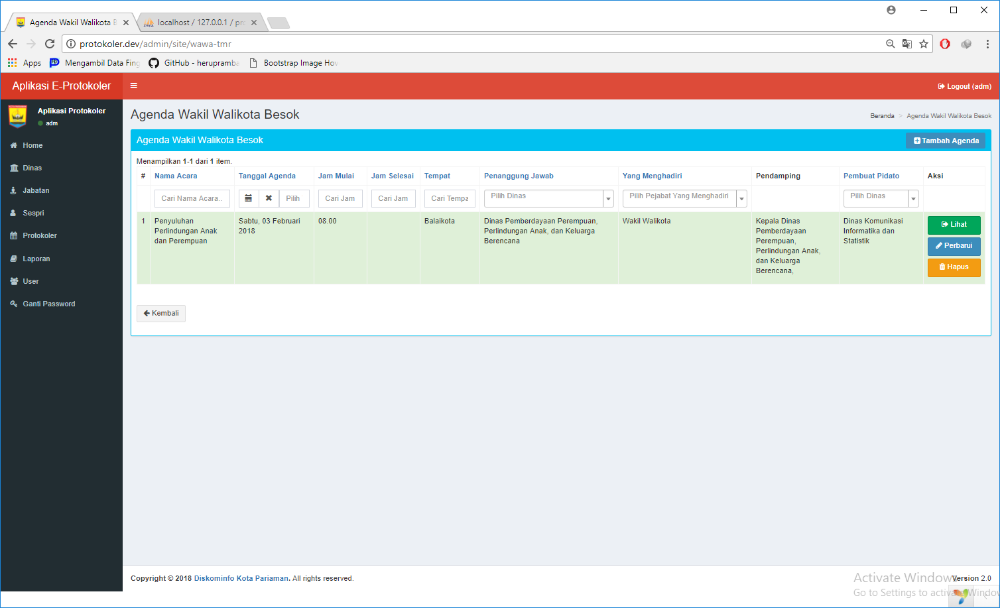 Agenda Wakil Walikota B
localhost / 127.0.0.1 / pro
protokoler.dev/admin/site/wawa-tmr
Apps
Mengambil Data Fing
GitHub - herupramba
Bootstrap Image Hov
Aplikasi E-Protokoler
Logout (adm)
Aplikasi Protokoler
adm
Home
Dinas
Jabatan
Sespri
Protokoler
Laporan
User
Ganti Password
Agenda Wakil Walikota Besok
Beranda > Agenda Wakil Walikota Besok
Agenda Wakil Walikota Besok
Tambah Agenda
Menampilkan 1-1 dari 1 item.
# Nama Acara Tanggal Agenda Jam Mulai Jam Selesai Tempat Penanggung Jawab Yang Menghadiri Pendamping Pembuat Pidato Aksi
Cari Nama Acara.. Pilih Cari Jam Cari Jam Cari Tempa Pilih Dinas Pilih Pejabat Yang Menghadiri Pilih Dinas
1
Penyuluhan
Perlindungan Anak
dan Perempuan
Sabtu, 03 Februari
2018
08.00
Balaikota
Dinas Pemberdayaan Perempuan,
Perlindungan Anak, dan Keluarga
Berencana
Wakil Walikota
Kepala Dinas
Pemberdayaan
Perempuan,
Perlindungan Anak,
dan Keluarga
Berencana,
Dinas Komunikasi
Informatika dan
Statistik
Lihat
Perbarui
Hapus
Kembali
Copyright © 2018 Diskominfo Kota Pariaman. All rights reserved.
Version 2.0
Activate Windows
Go to Settings to activate Windows
PMA